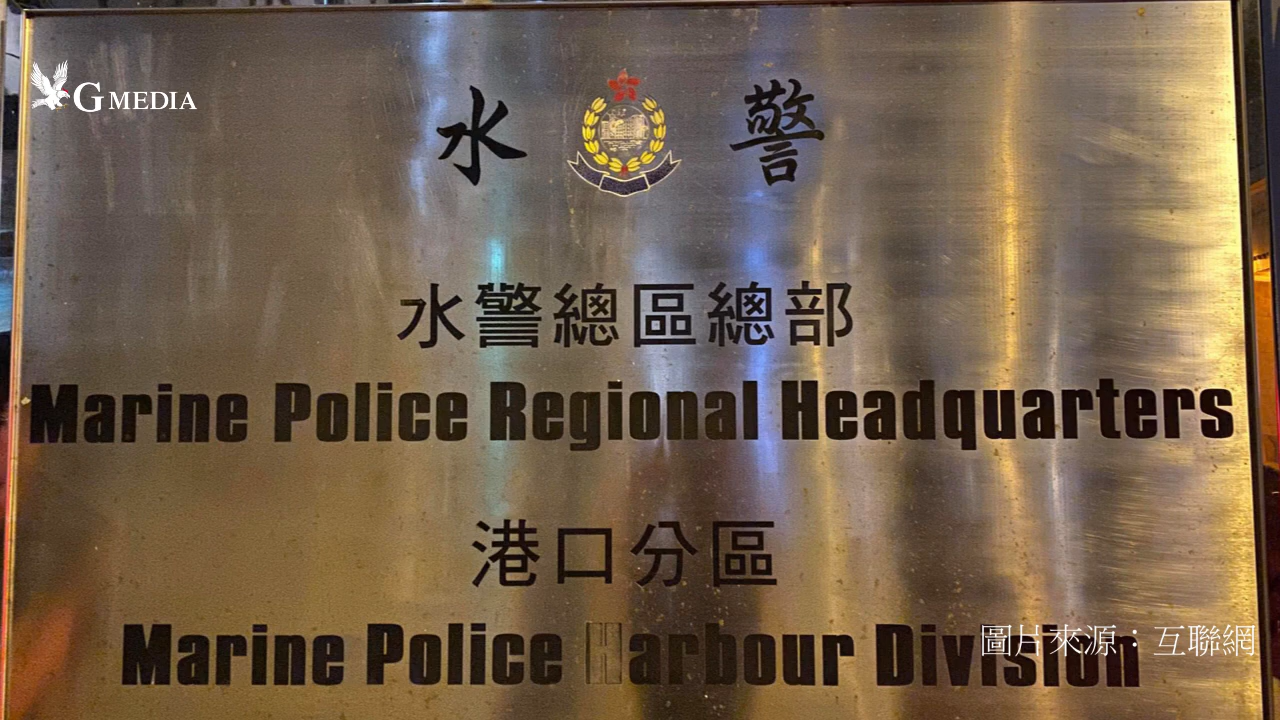 G MEDIA
水 警
水警總區總部
Marine Police Regional Headquarters
港口分區
Marine Police Harbour Division
圖片來源：互聯網